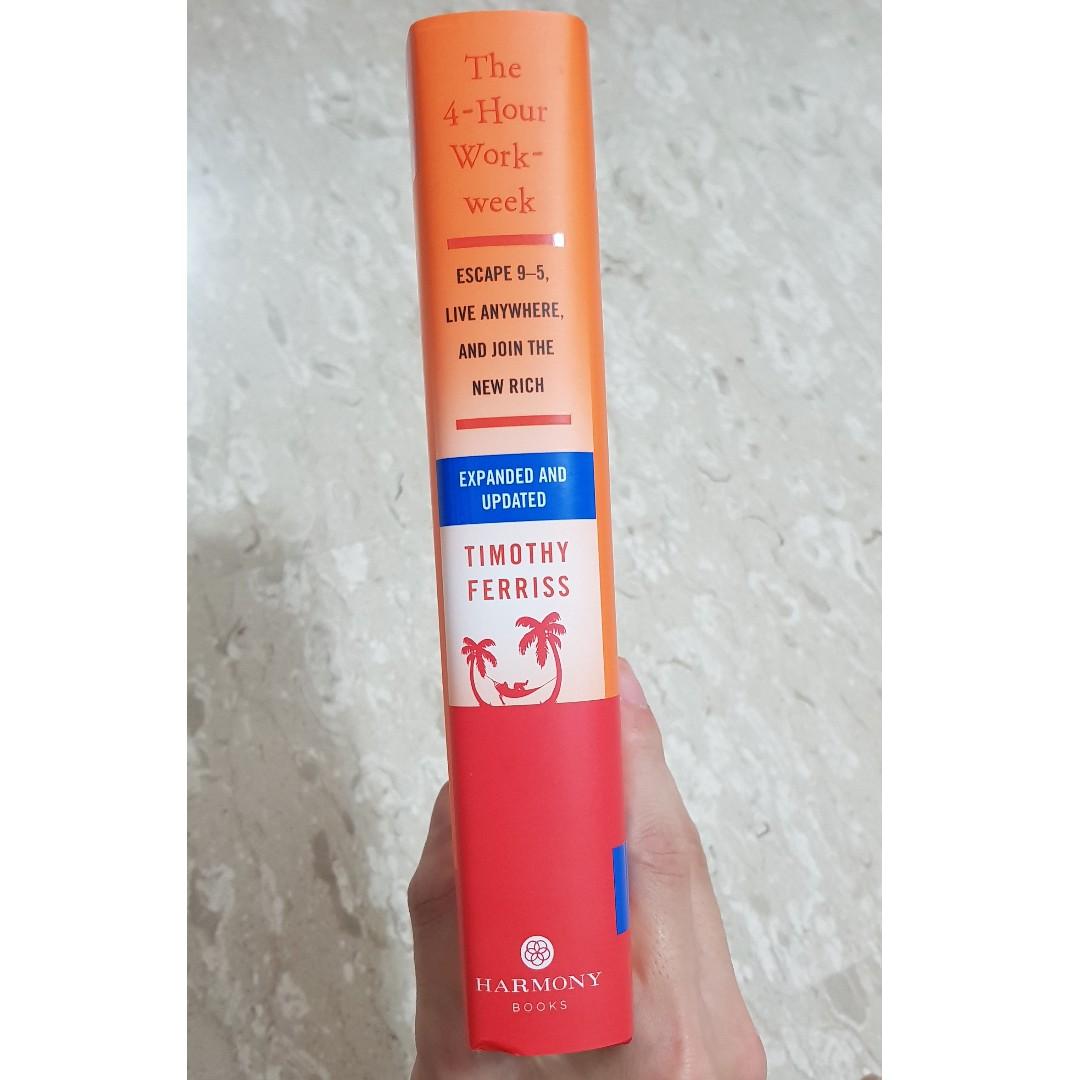 The
4-Hour
Work-
week
ESCAPE 9–5,
LIVE ANYWHERE,
AND JOIN THE
NEW RICH
EXPANDED AND
UPDATED
TIMOTHY
FERRISS
HARMONY
BOOKS